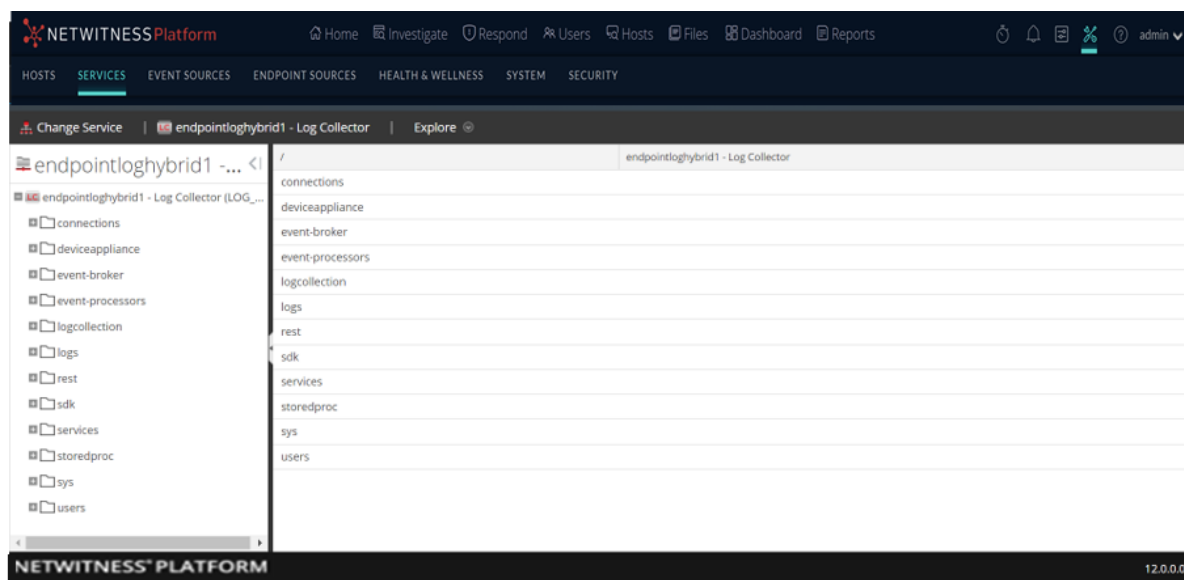 NETWITNESS Platform Home Investigate Respond Users Hosts Files Dashboard Reports admin
HOSTS SERVICES EVENT SOURCES ENDPOINT SOURCES HEALTH & WELLNESS SYSTEM SECURITY
Change Service | endpointloghybrid1 - Log Collector | Explore
endpointloghybrid1 -...
endpointloghybrid1 - Log Collector (LOG_...
connections
deviceappliance
event-broker
event-processors
logcollection
logs
rest
sdk
services
storedproc
sys
users
/ endpointloghybrid1 - Log Collector
connections
deviceappliance
event-broker
event-processors
logcollection
logs
rest
sdk
services
storedproc
sys
users
NETWITNESS® PLATFORM 12.0.0.0